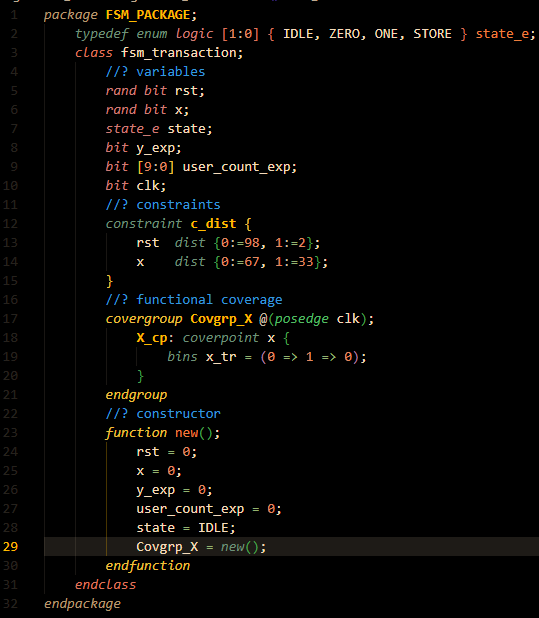 1 package FSM_PACKAGE;
2 typedef enum logic [1:0] { IDLE, ZERO, ONE, STORE } state_e;
3 class fsm_transaction;
4 //? variables
5 rand bit rst;
6 rand bit x;
7 state_e state;
8 bit y_exp;
9 bit [9:0] user_count_exp;
10 bit clk;
11 //? constraints
12 constraint c_dist {
13 rst dist {0:=98, 1:=2};
14 x dist {0:=67, 1:=33};
15 }
16 //? functional coverage
17 covergroup Covgrp_X @(posedge clk);
18 X_cp: coverpoint x {
19 bins x_tr = (0 => 1 => 0);
20 }
21 endgroup
22 //? constructor
23 function new();
24 rst = 0;
25 x = 0;
26 y_exp = 0;
27 user_count_exp = 0;
28 state = IDLE;
29 Covgrp_X = new();
30 endfunction
31 endclass
32 endpackage